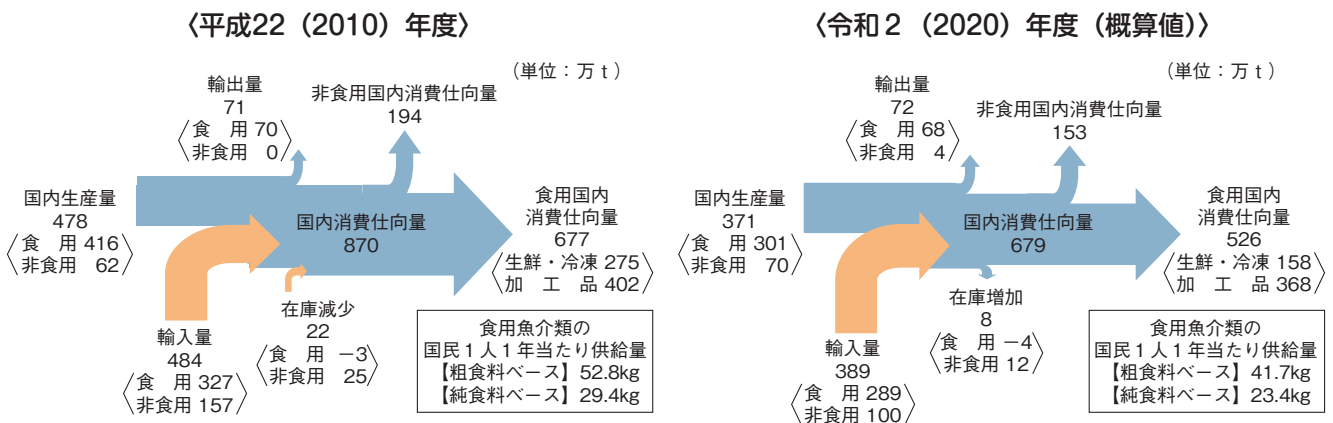 〈平成22（2010）年度〉
（単位：万ｔ）
輸出量
71
食　用 70
非食用　0
非食用国内消費仕向量
194
国内生産量
478
食　用 416
非食用　62
国内消費仕向量
870
食用国内
消費仕向量
677
生鮮・冷凍 275
加　工　品 402
輸入量
484
食　用 327
非食用 157
在庫減少
22
食　用　−3
非食用　25
食用魚介類の
国民１人１年当たり供給量
【粗食料ベース】52.8kg
【純食料ベース】29.4kg
〈令和２（2020）年度（概算値）〉
（単位：万ｔ）
輸出量
72
食　用 68
非食用　4
非食用国内消費仕向量
153
国内生産量
371
食　用 301
非食用　70
国内消費仕向量
679
食用国内
消費仕向量
526
生鮮・冷凍 158
加　工　品 368
輸入量
389
食　用 289
非食用 100
在庫増加
8
食　用 −4
非食用 12
食用魚介類の
国民１人１年当たり供給量
【粗食料ベース】41.7kg
【純食料ベース】23.4kg